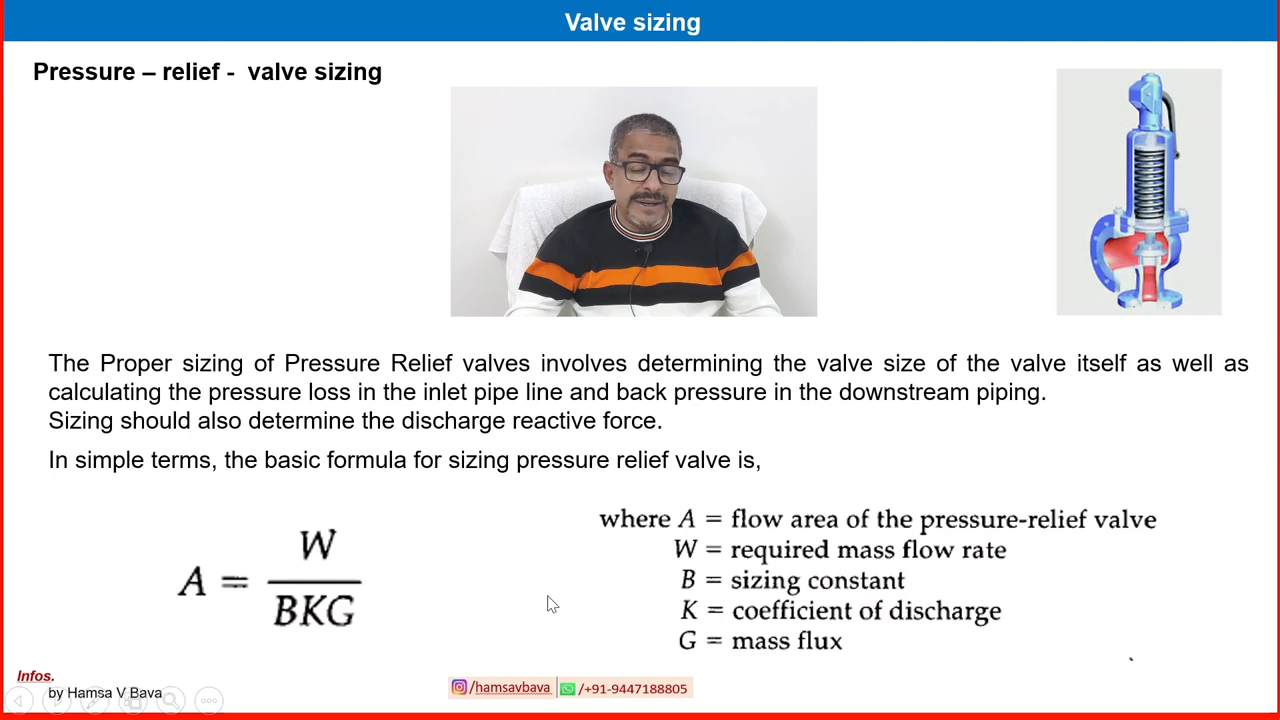 Valve sizing
Pressure – relief - valve sizing
The Proper sizing of Pressure Relief valves involves determining the valve size of the valve itself as well as
calculating the pressure loss in the inlet pipe line and back pressure in the downstream piping.
Sizing should also determine the discharge reactive force.
In simple terms, the basic formula for sizing pressure relief valve is,
A = W / BKG
where A = flow area of the pressure-relief valve
W = required mass flow rate
B = sizing constant
K = coefficient of discharge
G = mass flux
Infos.
by Hamsa V Bava
/hamsavbava
/+91-9447188805